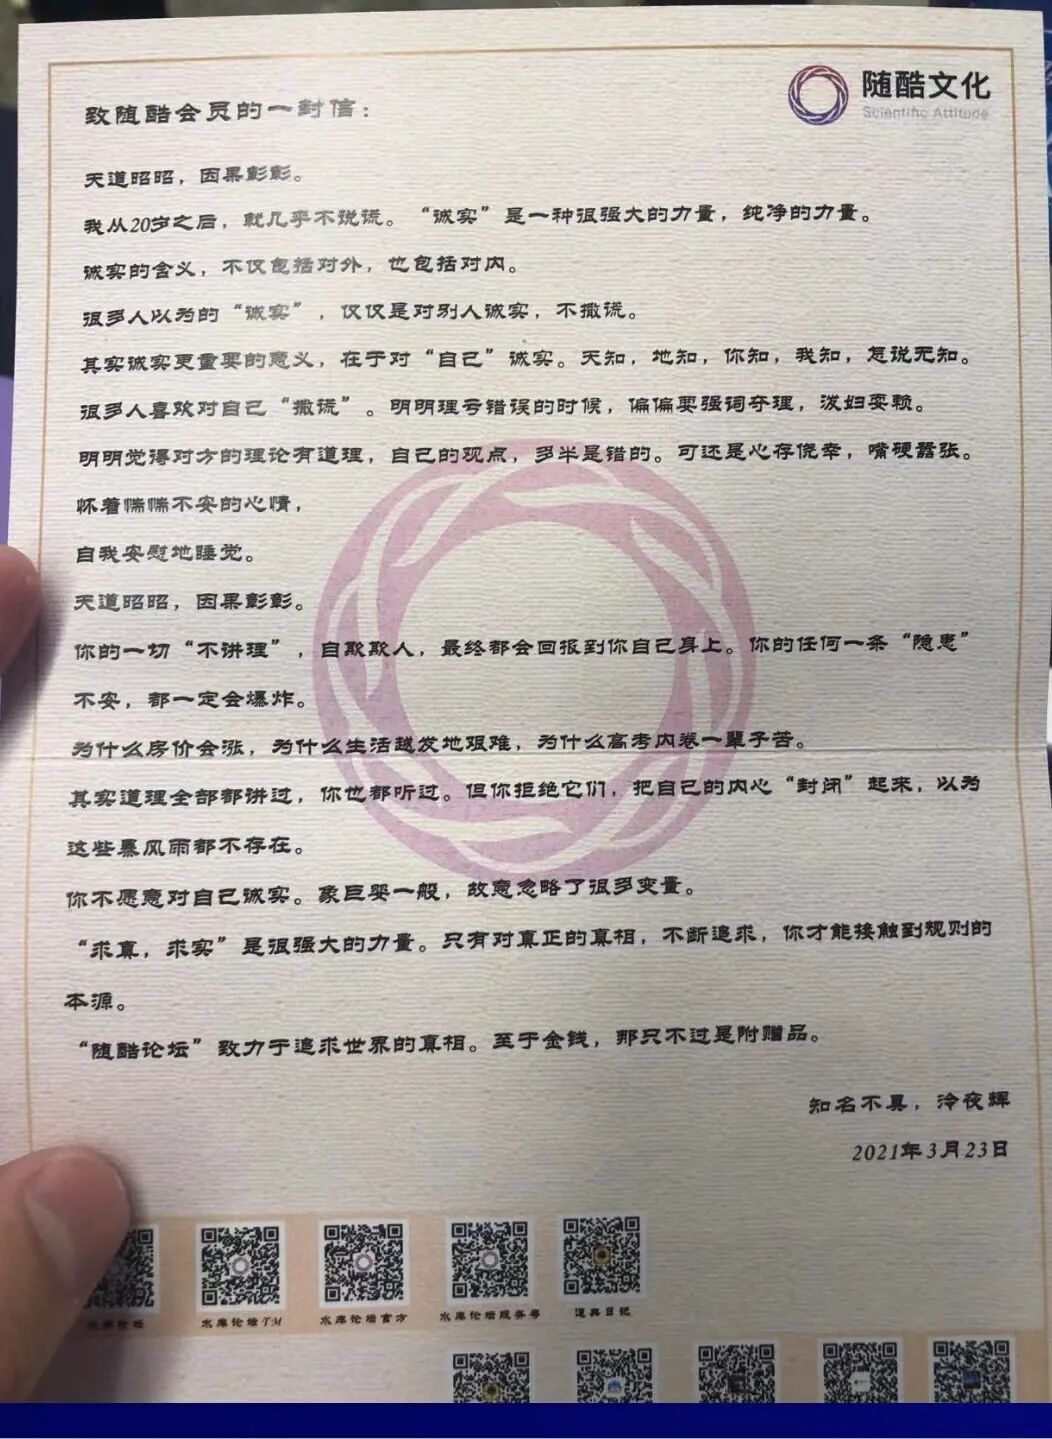 随酷文化
Scientific Attitude
致随酷会员的一封信：
天道昭昭，因果彰彰。
我从20岁之后，就几乎不说谎。“诚实”是一种很强大的力量，纯净的力量。
诚实的含义，不仅包括对外，也包括对内。
很多人以为的“诚实”，仅仅是对别人诚实，不撒谎。
其实诚实更重要的意义，在于对“自己”诚实。天知，地知，你知，我知，怎说无知。
很多人喜欢对自己“撒谎”。明明理亏错误的时候，偏偏要强词夺理，泼妇耍赖。
明明觉得对方的理论有道理，自己的观点，多半是错的。可还是心存侥幸，嘴硬嚣张。
怀着惴惴不安的心情，
自我安慰地睡觉。
天道昭昭，因果彰彰。
你的一切“不讲理”，自欺欺人，最终都会回报到你自己身上。你的任何一条“隐患”
不安，都一定会爆炸。
为什么房价会涨，为什么生活越发地艰难，为什么高考内卷一辈子苦。
其实道理全部都讲过，你也都听过。但你拒绝它们，把自己的内心“封闭”起来，以为
这些暴风雨都不存在。
你不愿意对自己诚实。象巨婴一般，故意忽略了很多变量。
“求真，求实”是很强大的力量。只有对真正的真相，不断追求，你才能接触到规则的
本源。
“随酷论坛”致力于追求世界的真相。至于金钱，那只不过是附赠品。
知名不具，泠夜辉
2021年3月23日
水库论坛TM
水库论坛官方
水库论坛服务号